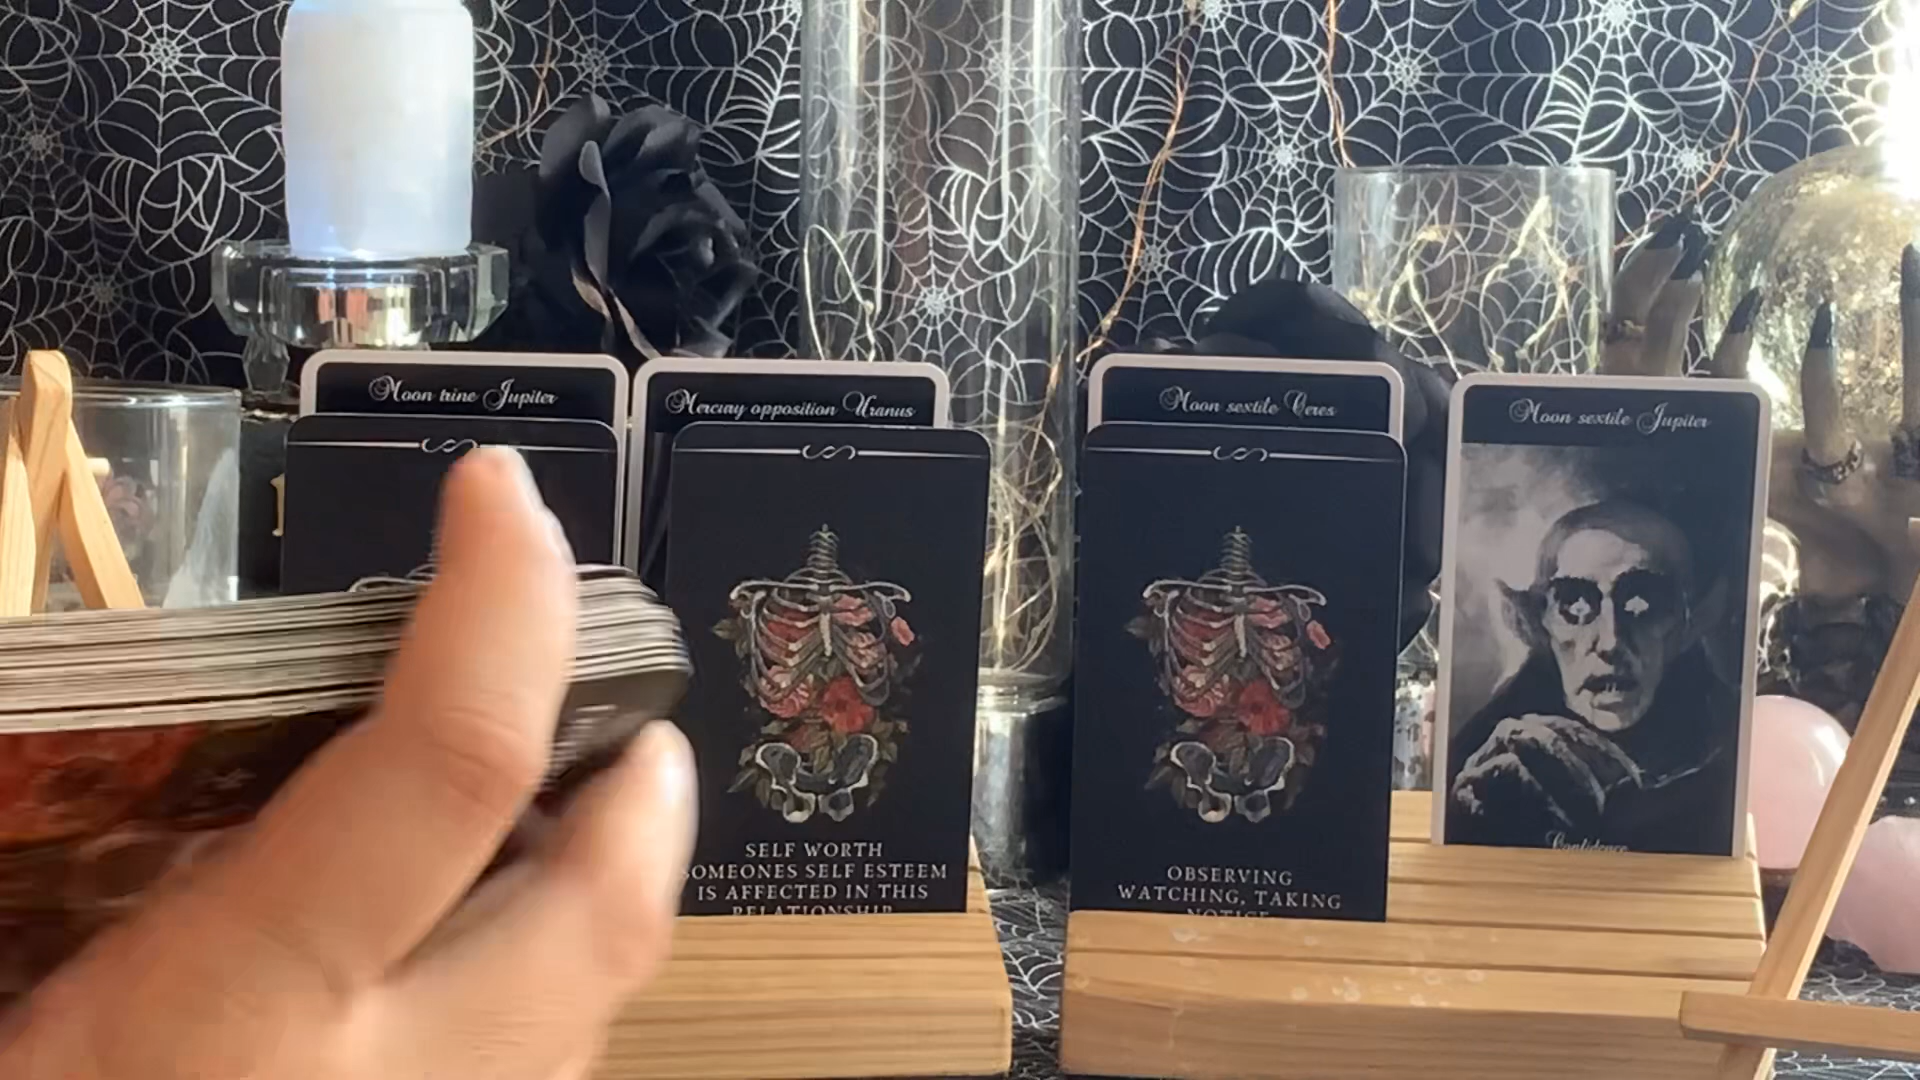 Moon trine Jupiter
Mercury opposition Uranus
Moon sextile Ceres
Moon sextile Jupiter
SELF WORTH
SOMEONES SELF ESTEEM
IS AFFECTED IN THIS
RELATIONSHIP
OBSERVING
WATCHING, TAKING
NOTICE
Confidence